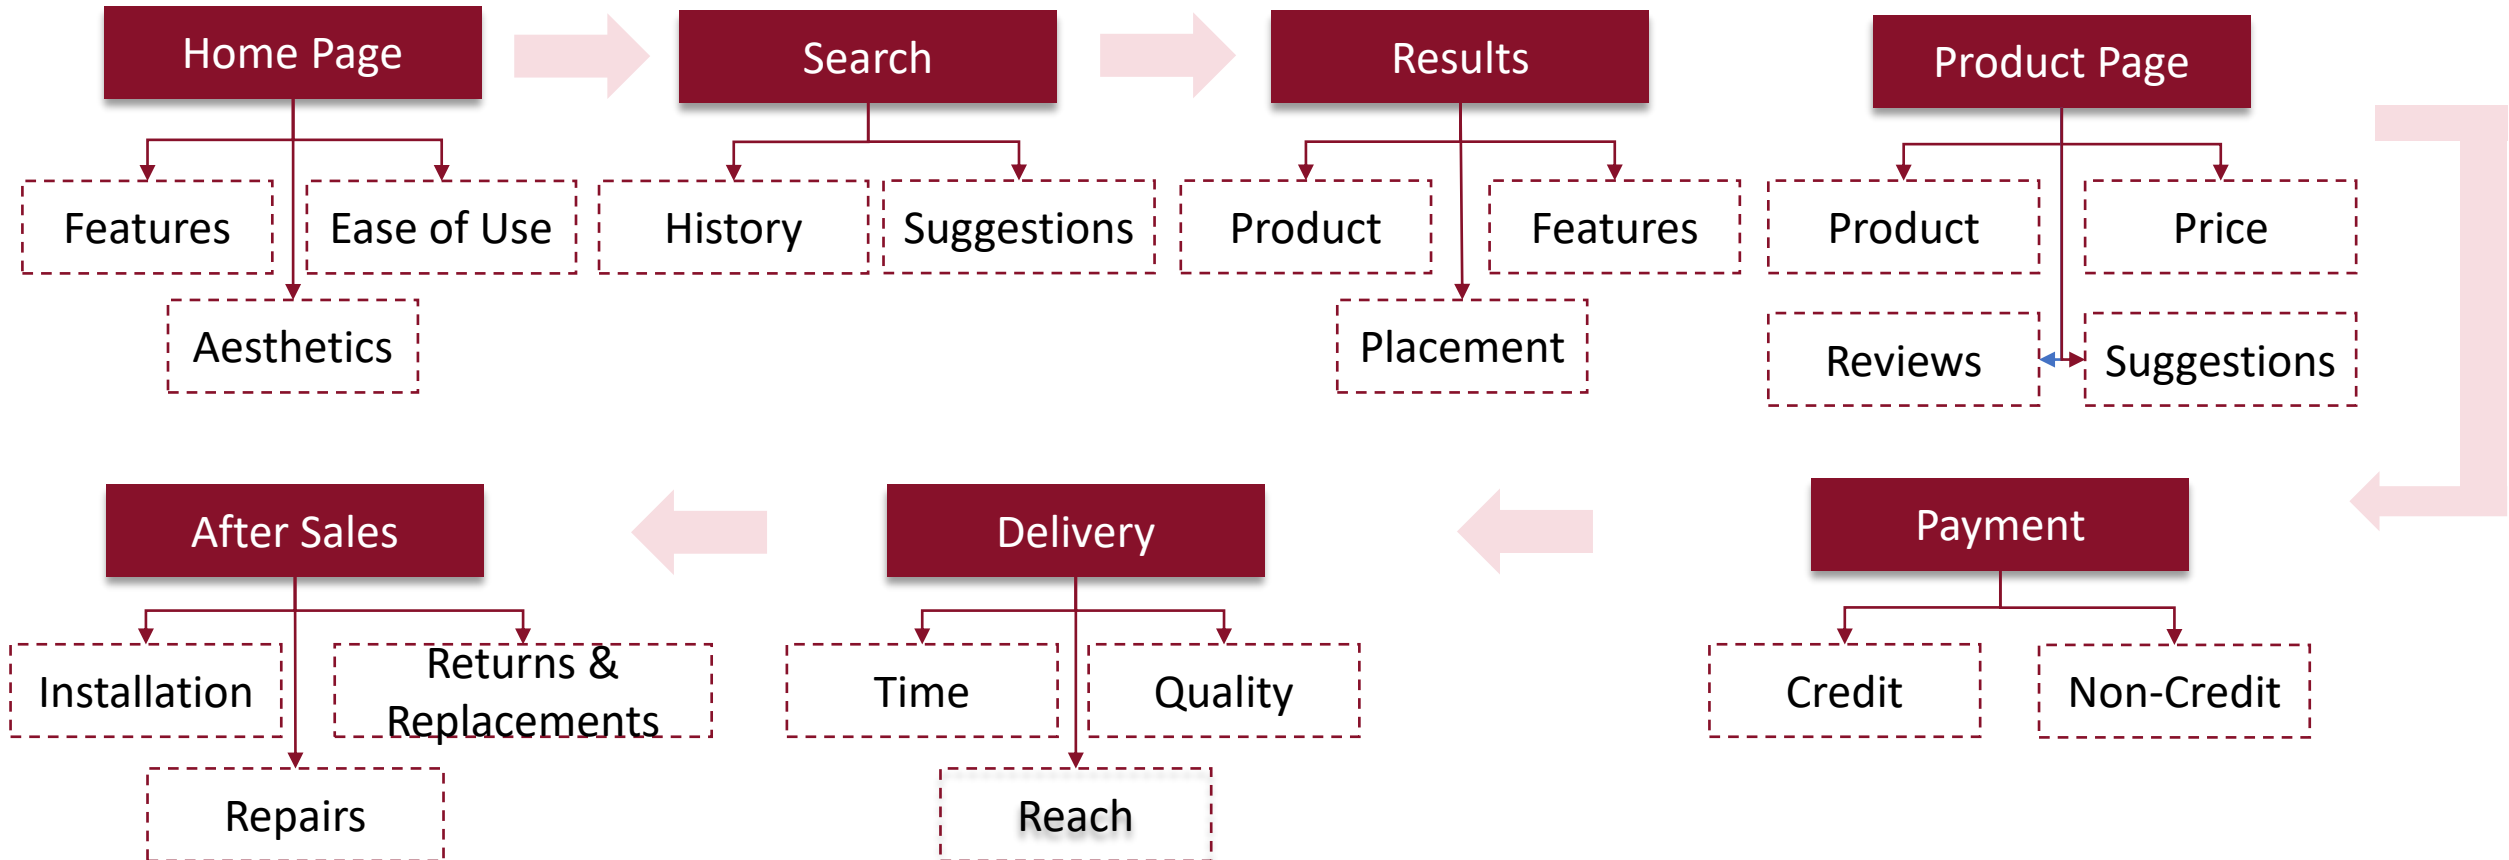 Home Page
Search
Results
Product Page
Features
Ease of Use
History
Suggestions
Product
Features
Product
Price
Aesthetics
Placement
Reviews
Suggestions
After Sales
Delivery
Payment
Installation
Returns &
Replacements
Time
Quality
Credit
Non-Credit
Repairs
Reach